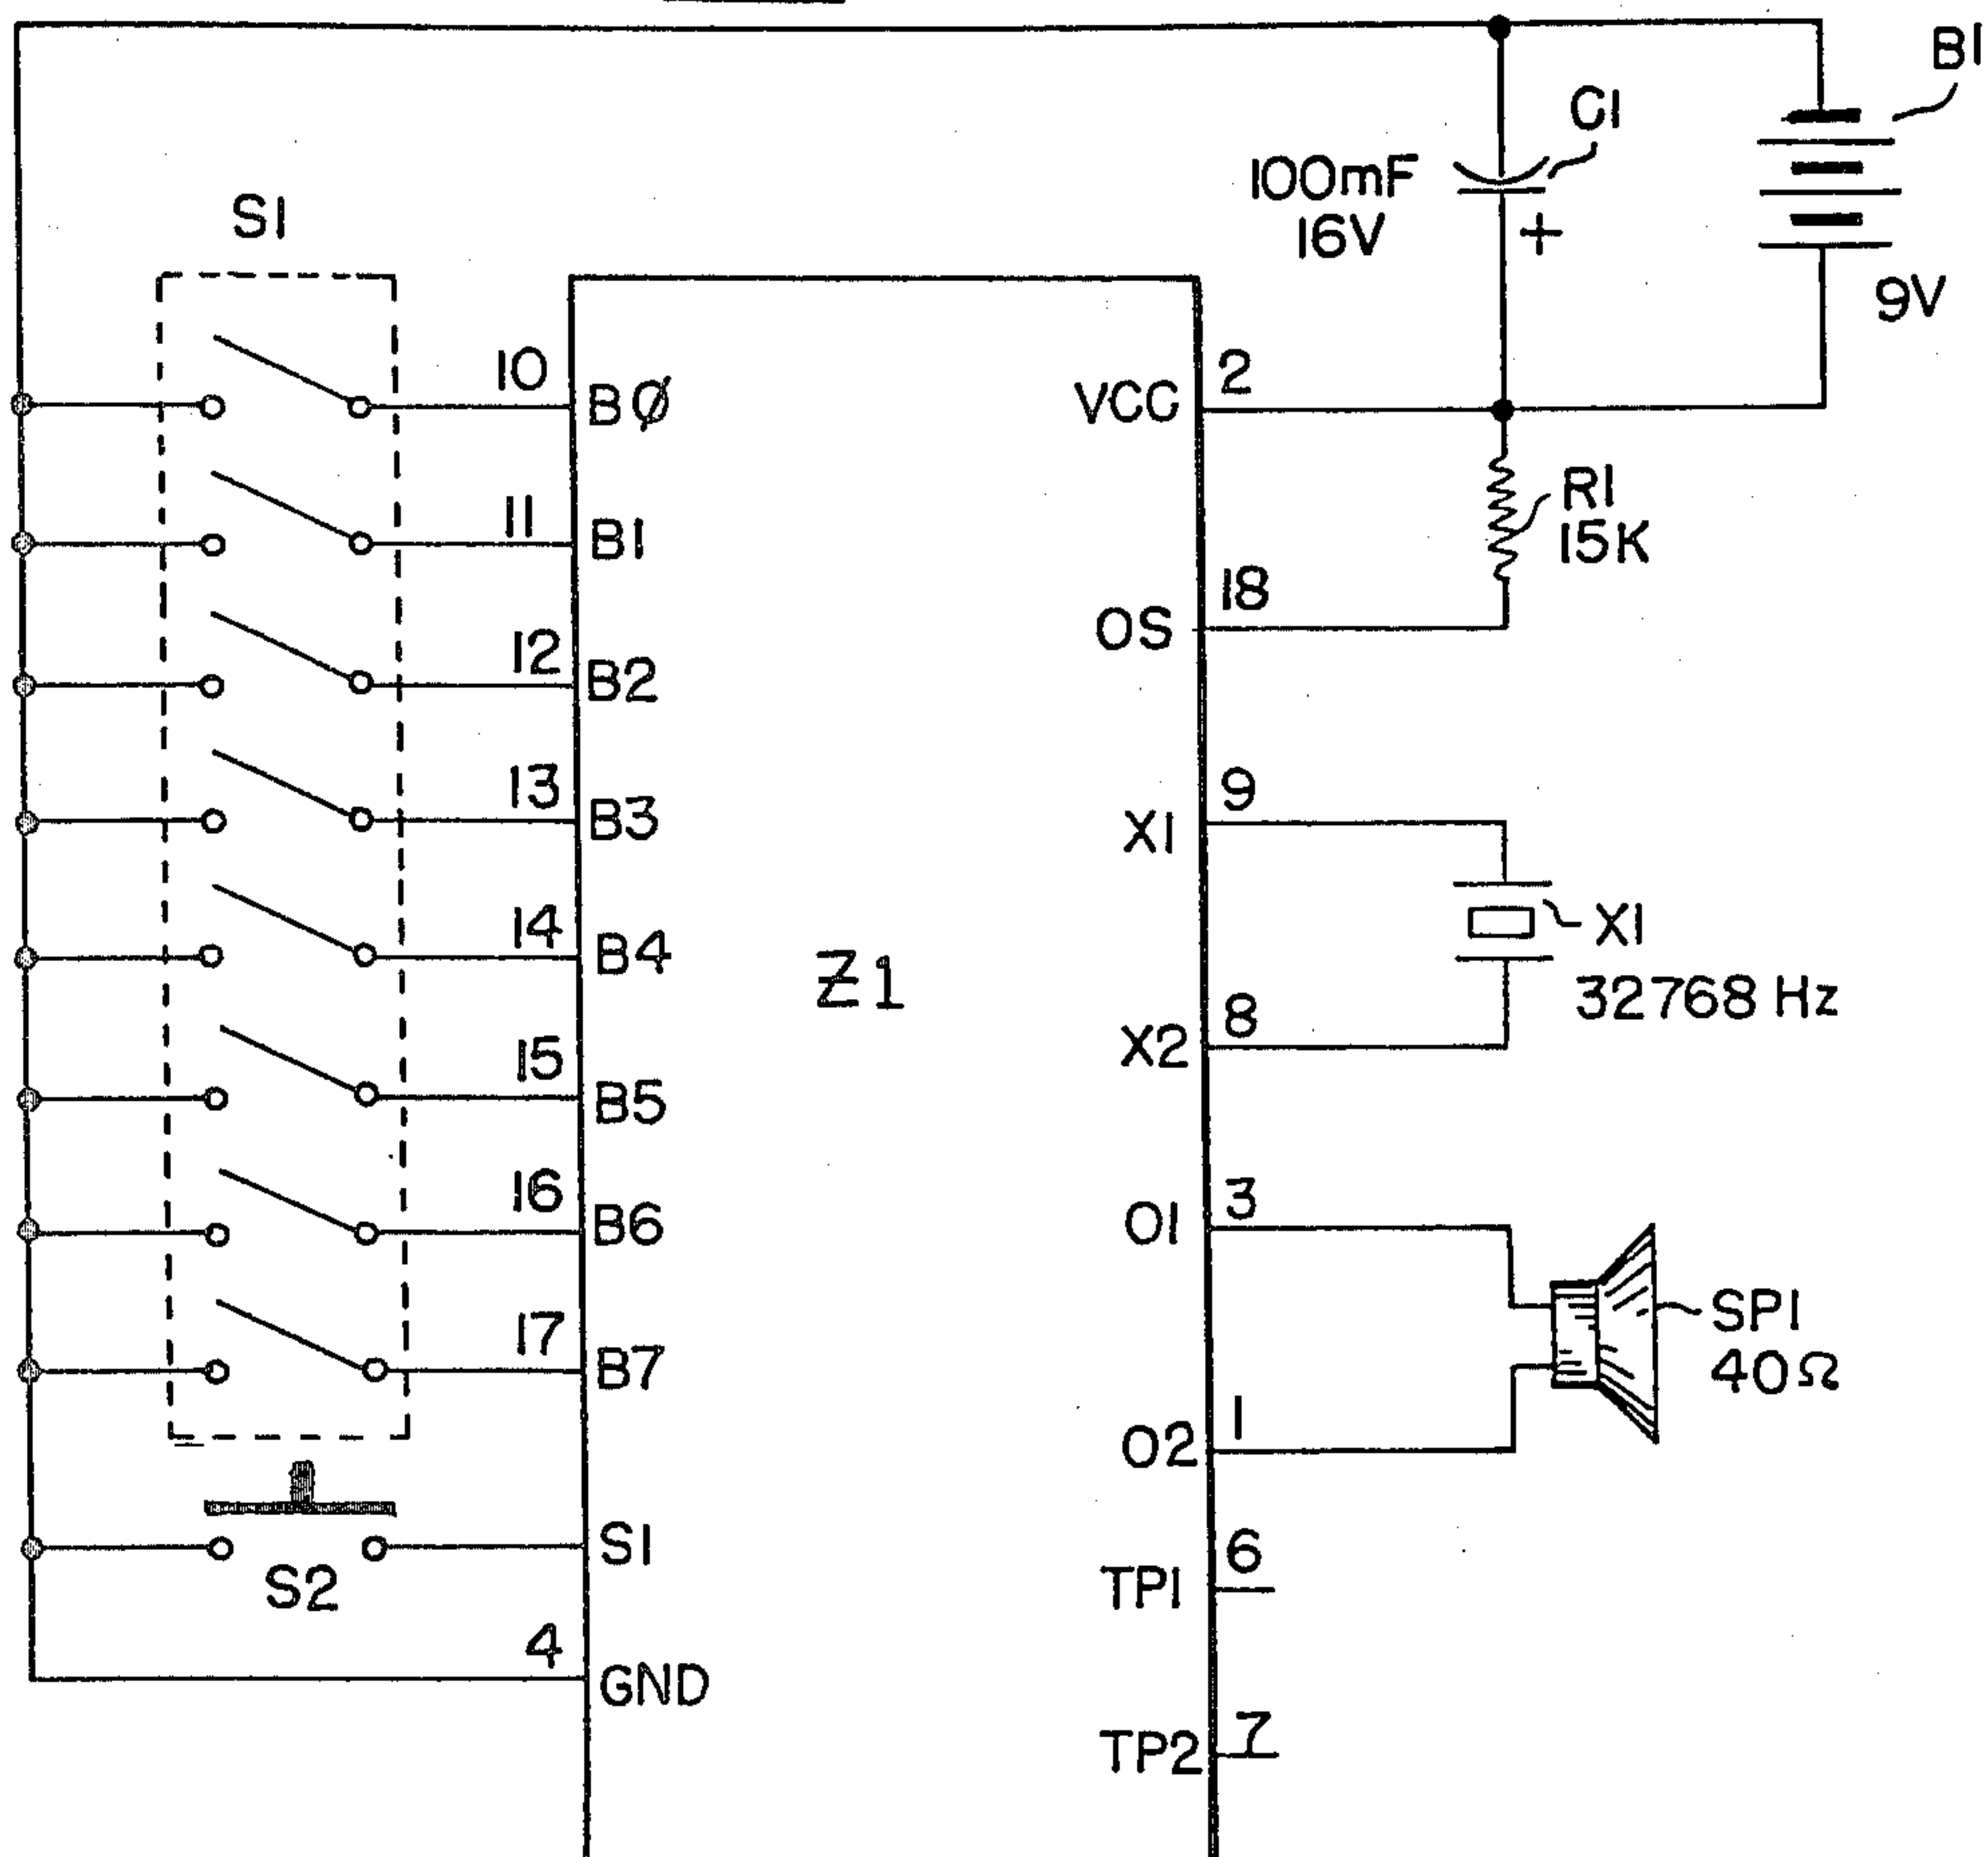 B1
C1
100mF
16V
+
9V
S1
10
BØ
11
B1
12
B2
13
B3
14
B4
15
B5
16
B6
17
B7
S1
S2
4
GND
Z1
VCC
2
R1
15K
OS
18
X1
9
X1
32768 Hz
X2
8
O1
3
SP1
40Ω
O2
1
TP1
6
TP2
7